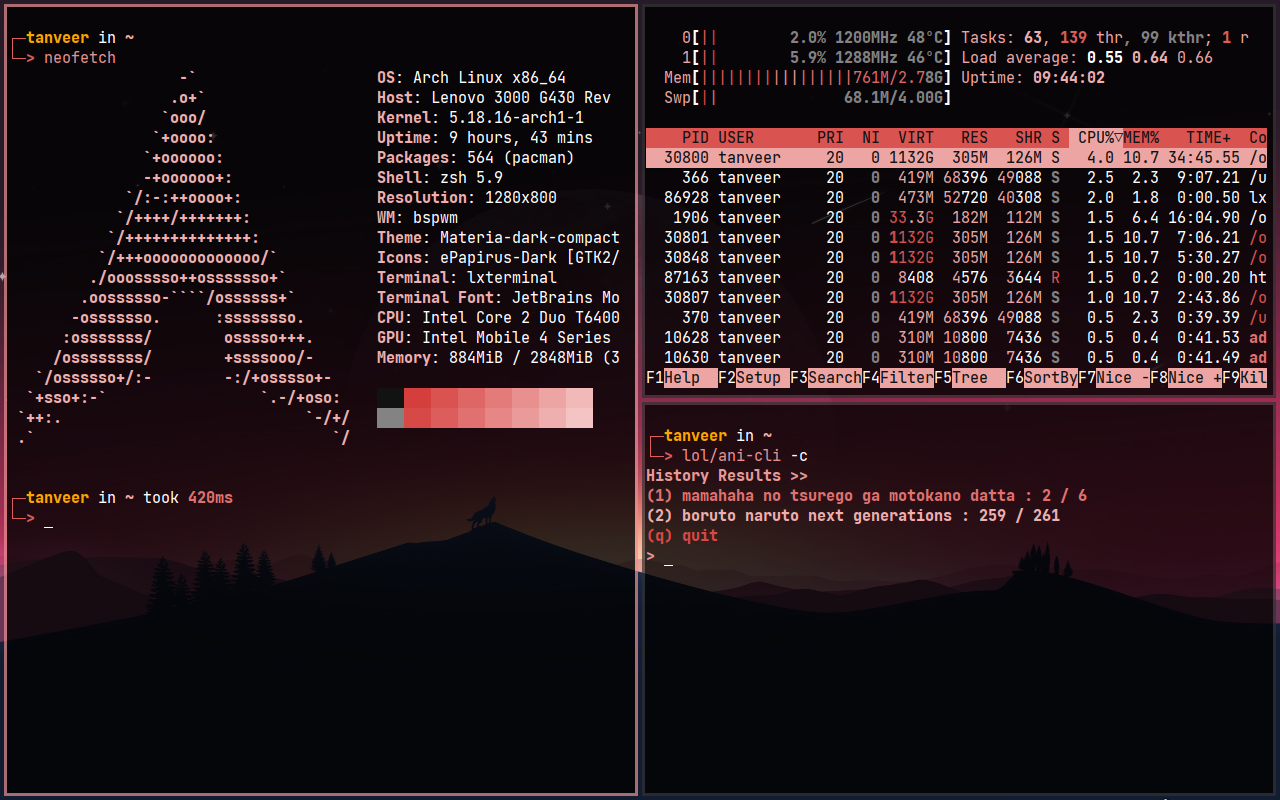 ┌─tanveer in ~
└─> neofetch
-`
.o+`
`ooo/
`+oooo:
`+oooooo:
-+oooooo+:
`/:-:++oooo+:
`/++++/+++++++:
`/++++++++++++++:
`/+++ooooooooooooo/`
./ooosssso++osssssso+`
.oossssso-````/ossssss+`
-osssssso. :ssssssso.
:osssssss/ osssso+++.
/ossssssss/ +ssssooo/-
`/ossssso+/:- -:/+osssso+-
`+sso+:-` `.-/+oso:
`++:. `-/+/
.` `/
OS: Arch Linux x86_64
Host: Lenovo 3000 G430 Rev
Kernel: 5.18.16-arch1-1
Uptime: 9 hours, 43 mins
Packages: 564 (pacman)
Shell: zsh 5.9
Resolution: 1280x800
WM: bspwm
Theme: Materia-dark-compact
Icons: ePapirus-Dark [GTK2/
Terminal: lxterminal
Terminal Font: JetBrains Mo
CPU: Intel Core 2 Duo T6400
GPU: Intel Mobile 4 Series
Memory: 884MiB / 2848MiB (3
┌─tanveer in ~ took 420ms
└─> _
0[|| 2.0% 1200MHz 48°C] Tasks: 63, 139 thr, 99 kthr; 1 r
1[|| 5.9% 1288MHz 46°C] Load average: 0.55 0.64 0.66
Mem[|||||||||||||||||761M/2.78G] Uptime: 09:44:02
Swp[|| 68.1M/4.00G]
PID USER PRI NI VIRT RES SHR S CPU%▽MEM% TIME+ Co
30800 tanveer 20 0 1132G 305M 126M S 4.0 10.7 34:45.55 /o
366 tanveer 20 0 419M 68396 49088 S 2.5 2.3 9:07.21 /u
86928 tanveer 20 0 473M 52720 40308 S 2.0 1.8 0:00.50 lx
1906 tanveer 20 0 33.3G 182M 112M S 1.5 6.4 16:04.90 /o
30801 tanveer 20 0 1132G 305M 126M S 1.5 10.7 7:06.21 /o
30848 tanveer 20 0 1132G 305M 126M S 1.5 10.7 5:30.27 /o
87163 tanveer 20 0 8408 4576 3644 R 1.5 0.2 0:00.20 ht
30807 tanveer 20 0 1132G 305M 126M S 1.0 10.7 2:43.86 /o
370 tanveer 20 0 419M 68396 49088 S 0.5 2.3 0:39.39 /u
10628 tanveer 20 0 310M 10800 7436 S 0.5 0.4 0:41.53 ad
10630 tanveer 20 0 310M 10800 7436 S 0.5 0.4 0:41.49 ad
F1Help F2Setup F3SearchF4FilterF5Tree F6SortByF7Nice -F8Nice +F9Kil
┌─tanveer in ~
└─> lol/ani-cli -c
History Results >>
(1) mamahaha no tsurego ga motokano datta : 2 / 6
(2) boruto naruto next generations : 259 / 261
(q) quit
> _